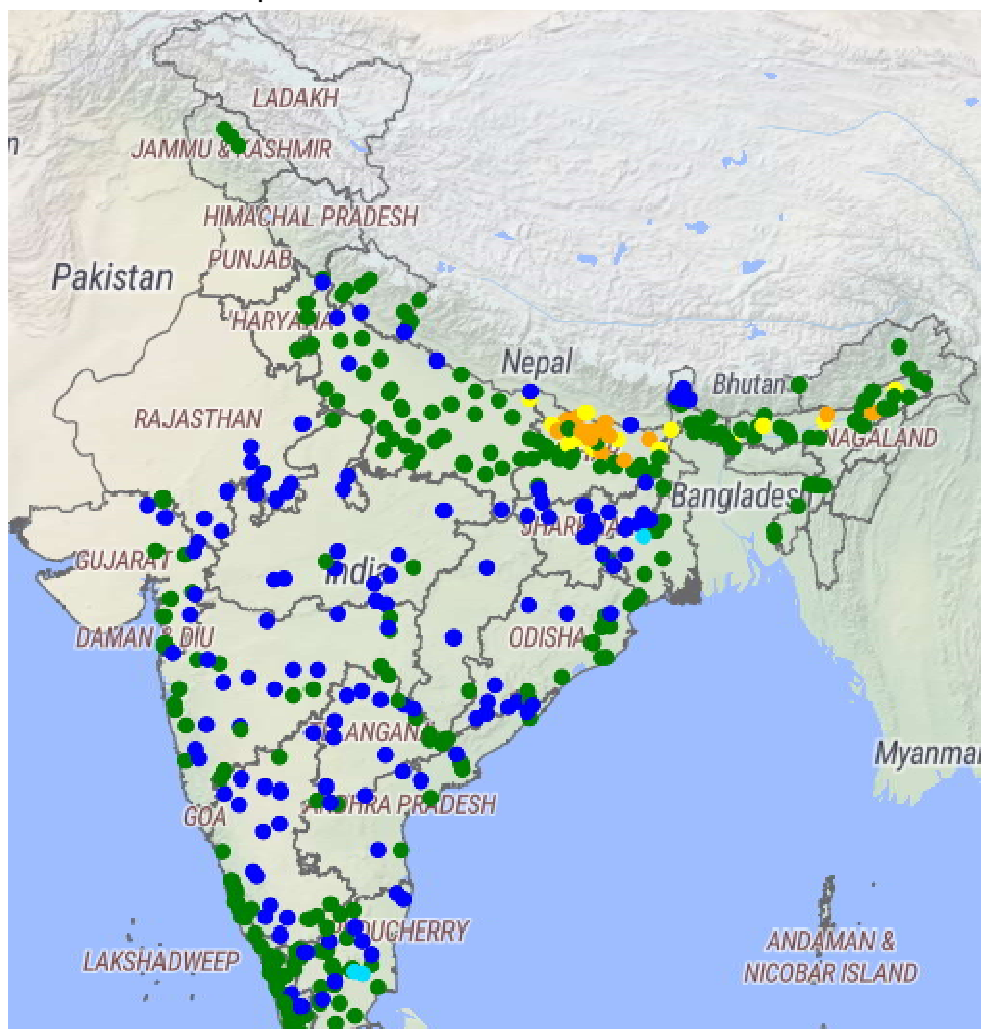 LADAKH
JAMMU & KASHMIR
HIMACHAL PRADESH
PUNJAB
Pakistan
HARYANA
Nepal
Bhutan
RAJASTHAN
NAGALAND
Bangladesh
JHARKHAND
GUJARAT
India
DAMAN & DIU
ODISHA
TELANGANA
Myanmar
GOA
ANDHRA PRADESH
PUDUCHERRY
LAKSHADWEEP
ANDAMAN &
NICOBAR ISLAND